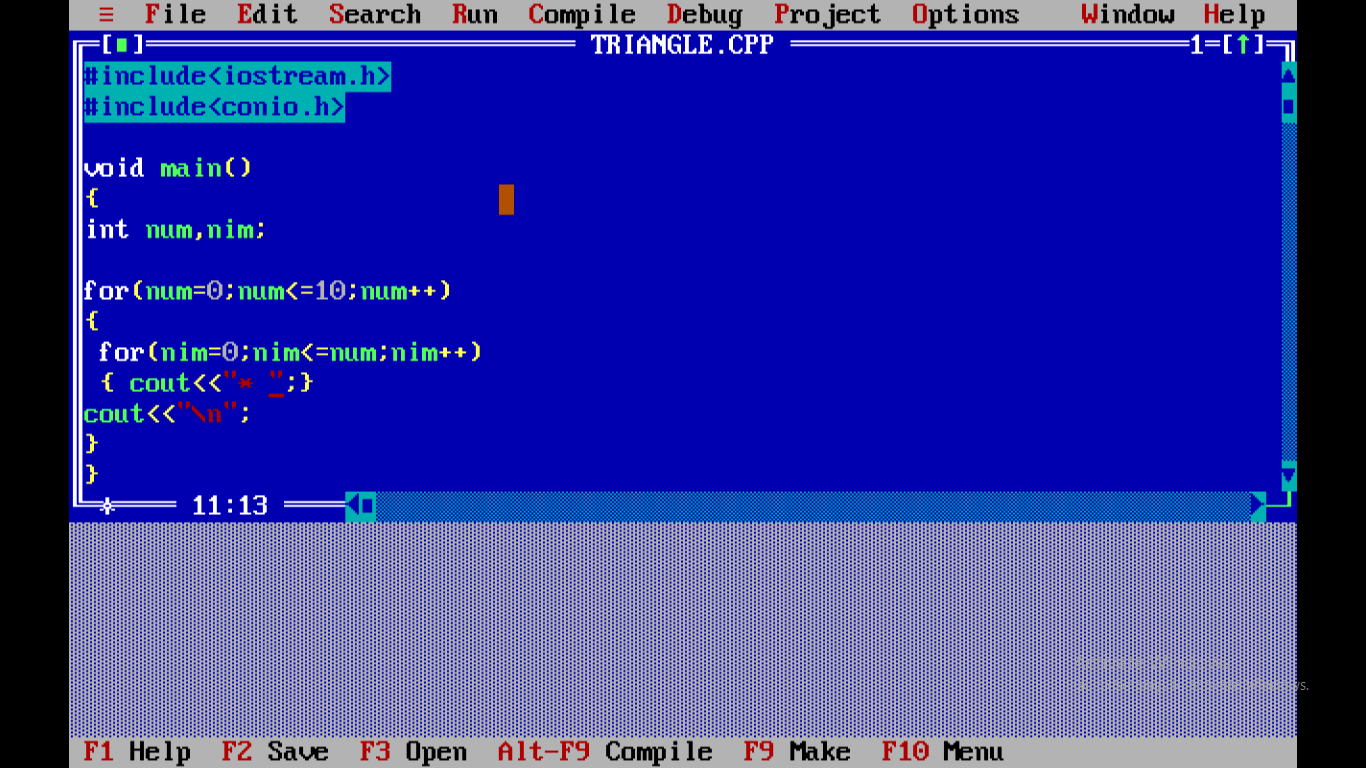 ≡ File Edit Search Run Compile Debug Project Options Window Help
[■] TRIANGLE.CPP 1=[↑]
#include<iostream.h>
#include<conio.h>
void main()
{
int num,nim;
for(num=0;num<=10;num++)
{
for(nim=0;nim<=num;nim++)
{ cout<<"* ";}
cout<<"\n";
}
}
11:13
F1 Help F2 Save F3 Open Alt-F9 Compile F9 Make F10 Menu